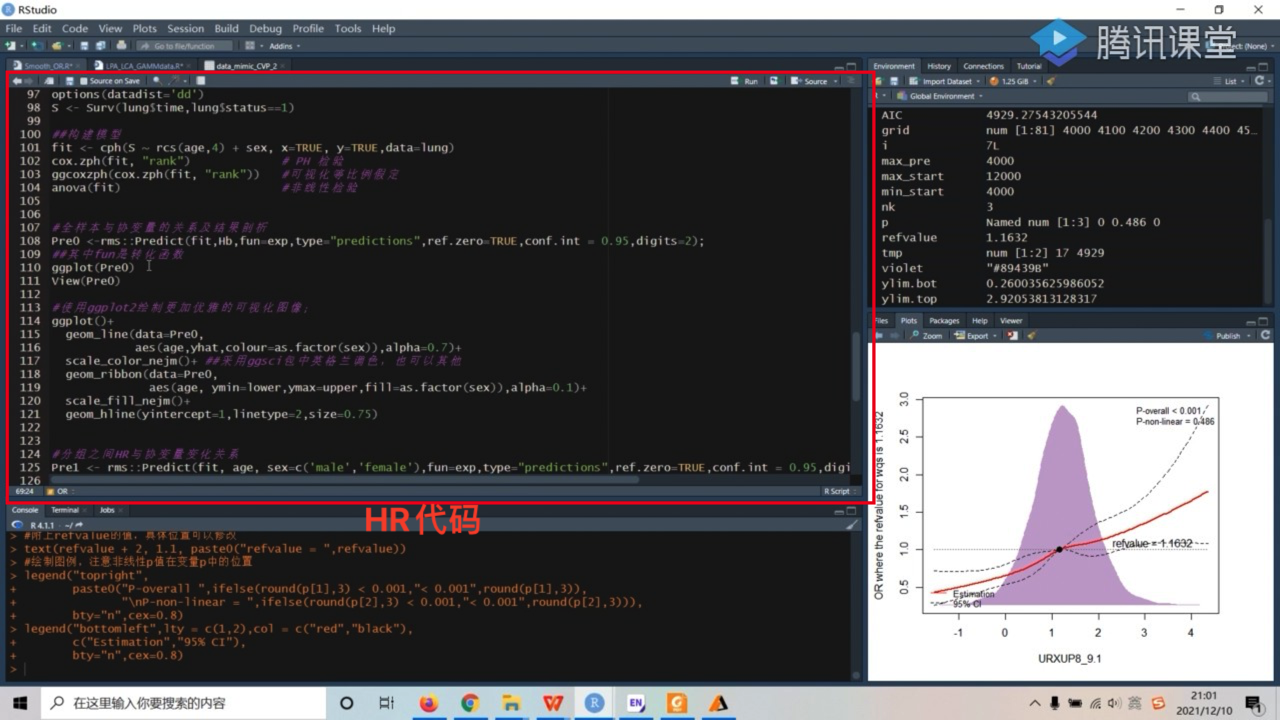 RStudio
File Edit Code View Plots Session Build Debug Profile Tools Help
Go to file/function Addins
腾讯课堂
Smooth_OR.R* LPA_LCA_GAMMdata.R* data_mimic_CVP_2
Source on Save Run Source
97 options(datadist='dd')
98 S <- Surv(lung$time,lung$status==1)
99
100 ##构建模型
101 fit <- cph(S ~ rcs(age,4) + sex, x=TRUE, y=TRUE,data=lung)
102 cox.zph(fit, "rank") # PH 检验
103 ggcoxzph(cox.zph(fit, "rank")) #可视化等比例假定
104 anova(fit) #非线性检验
105
106
107 #全样本与协变量的关系及结果剖析
108 Pre0 <-rms::Predict(fit,Hb,fun=exp,type="predictions",ref.zero=TRUE,conf.int = 0.95,digits=2);
109 ##其中fun是转化函数
110 ggplot(Pre0)
111 View(Pre0)
112
113 #使用ggplot2绘制更加优雅的可视化图像;
114 ggplot()+
115 geom_line(data=Pre0,
116 aes(age,yhat,colour=as.factor(sex)),alpha=0.7)+
117 scale_color_nejm()+ ##采用ggsci包中英格兰调色，也可以其他
118 geom_ribbon(data=Pre0,
119 aes(age, ymin=lower,ymax=upper,fill=as.factor(sex)),alpha=0.1)+
120 scale_fill_nejm()+
121 geom_hline(yintercept=1,linetype=2,size=0.75)
122
123
124 #分组之间HR与协变量变化关系
125 Pre1 <- rms::Predict(fit, age, sex=c('male','female'),fun=exp,type="predictions",ref.zero=TRUE,conf.int = 0.95,digi
126
69:24 OR R Script
HR代码
Console Terminal Jobs
R 4.1.1 · ~/
> #附上refvalue的值，具体位置可以修改
> text(refvalue + 2, 1.1, paste0("refvalue = ",refvalue))
> #绘制图例，注意非线性p值在变量p中的位置
> legend("topright",
+ paste0("P-overall ",ifelse(round(p[1],3) < 0.001,"< 0.001",round(p[1],3)),
+ "\nP-non-linear = ",ifelse(round(p[2],3) < 0.001,"< 0.001",round(p[2],3))),
+ bty="n",cex=0.8)
> legend("bottomleft",lty = c(1,2),col = c("red","black"),
+ c("Estimation","95% CI"),
+ bty="n",cex=0.8)
>
Environment History Connections Tutorial
Import Dataset 1.25 GiB List
Global Environment
AIC 4929.27543205544
grid num [1:81] 4000 4100 4200 4300 4400 45…
i 7L
max_pre 4000
max_start 12000
min_start 4000
nk 3
p Named num [1:3] 0 0.486 0
refvalue 1.1632
tmp num [1:2] 17 4929
violet "#89439B"
ylim.bot 0.260035625986052
ylim.top 2.92053813128317
Files Plots Packages Help Viewer
Zoom Export Publish
OR where the refvalue for wqs is 1.1632
3.0
2.5
2.0
1.5
1.0
0.5
P-overall < 0.001
P-non-linear = 0.486
refvalue = 1.1632
Estimation
95% CI
-1 0 1 2 3 4
URXUP8_9.1
在这里输入你要搜索的内容
EN
英
21:01
2021/12/10
1